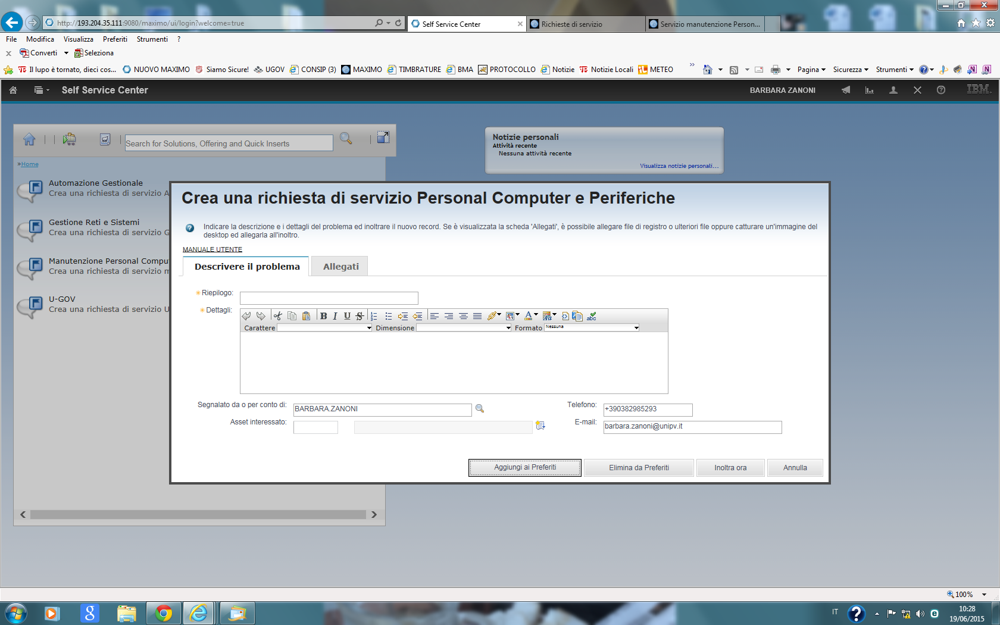 http://193.204.35.111:9080/maximo/ui/login?welcome=true
Self Service Center
Richieste di servizio
Servizio manutenzione Person...
File Modifica Visualizza Preferiti Strumenti ?
Converti Seleziona
Il lupo è tornato, dieci cos... NUOVO MAXIMO Siamo Sicure! UGOV CONSIP (3) MAXIMO TIMBRATURE BMA PROTOCOLLO Notizie Notizie Locali METEO » Pagina Sicurezza Strumenti
Self Service Center
BARBARA ZANONI
IBM.
Search for Solutions, Offering and Quick Inserts
»Home
Automazione Gestionale
Crea una richiesta di servizio A
Gestione Reti e Sistemi
Crea una richiesta di servizio G
Manutenzione Personal Compu
Crea una richiesta di servizio m
U-GOV
Crea una richiesta di servizio U
Notizie personali
Attività recente
Nessuna attività recente
Visualizza notizie personali...
Crea una richiesta di servizio Personal Computer e Periferiche
Indicare la descrizione e i dettagli del problema ed inoltrare il nuovo record. Se è visualizzata la scheda 'Allegati', è possibile allegare file di registro o ulteriori file oppure catturare un'immagine del
desktop ed allegarla all'inoltro.
MANUALE UTENTE
Descrivere il problema
Allegati
Riepilogo:
Dettagli:
B I U S
abc
Carattere Dimensione Formato Nessuna
Segnalato da o per conto di: BARBARA.ZANONI
Telefono: +390382985293
Asset interessato:
E-mail: barbara.zanoni@unipv.it
Aggiungi ai Preferiti
Elimina da Preferiti
Inoltra ora
Annulla
100%
IT
10:28
19/06/2015